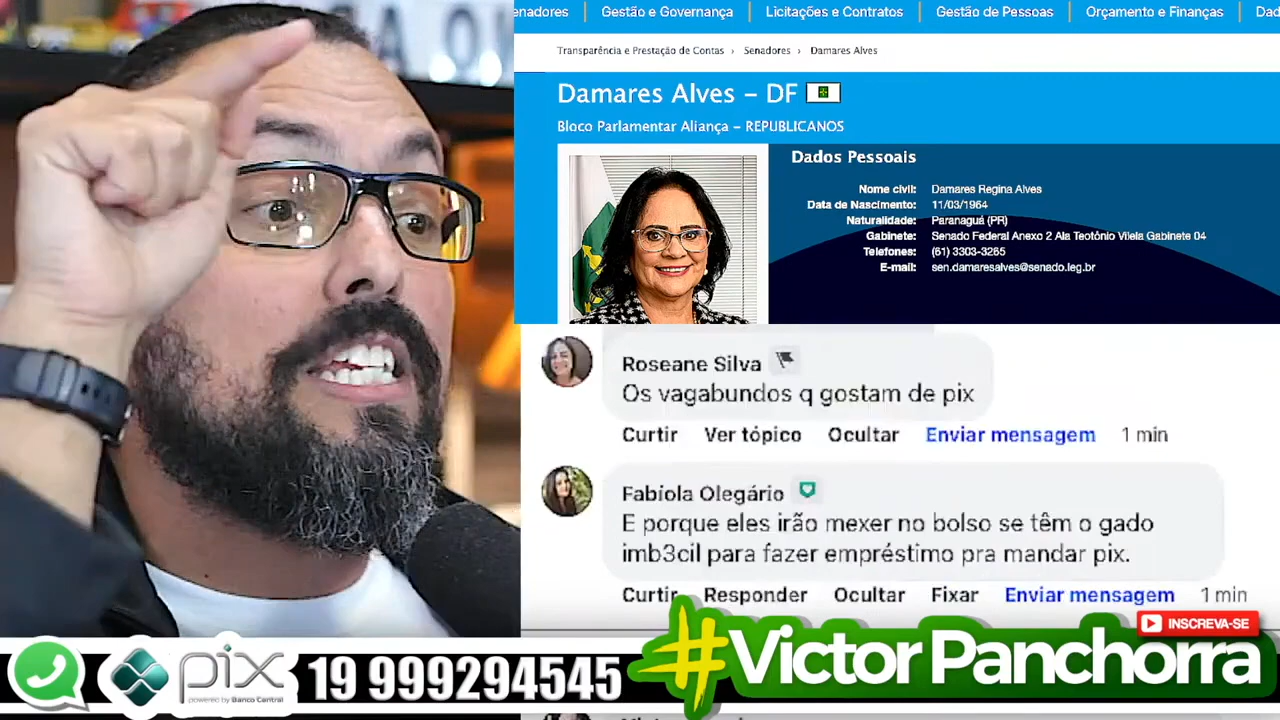 enadores
Gestão e Governança
Licitações e Contratos
Gestão de Pessoas
Orçamento e Finanças
Transparência e Prestação de Contas › Senadores › Damares Alves
Damares Alves – DF
Bloco Parlamentar Aliança – REPUBLICANOS
Dados Pessoais
Nome civil: Damares Regina Alves
Data de Nascimento: 11/03/1964
Naturalidade: Paranaguá (PR)
Gabinete: Senado Federal Anexo 2 Ala Teotônio Vilela Gabinete 04
Telefones: (61) 3303-3265
E-mail: sen.damaresalves@senado.leg.br
Roseane Silva
Os vagabundos q gostam de pix
Curtir Ver tópico Ocultar Enviar mensagem 1 min
Fabíola Olegário
E porque eles irão mexer no bolso se têm o gado
imb3cil para fazer empréstimo pra mandar pix.
Curtir Responder Ocultar Fixar Enviar mensagem 1 min
INSCREVA-SE
#VictorPanchorra
pix
powered by Banco Central
19 999294545